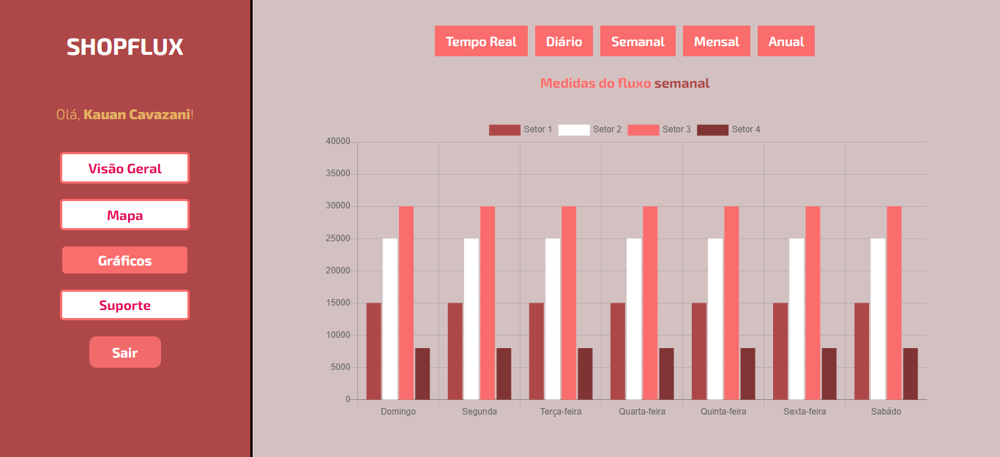 SHOPFLUX
Olá, Kauan Cavazani!
Visão Geral
Mapa
Gráficos
Suporte
Sair
Tempo Real Diário Semanal Mensal Anual
Medidas do fluxo semanal
Setor 1 Setor 2 Setor 3 Setor 4
40000
35000
30000
25000
20000
15000
10000
5000
0
Domingo Segunda Terça-feira Quarta-feira Quinta-feira Sexta-feira Sabádo